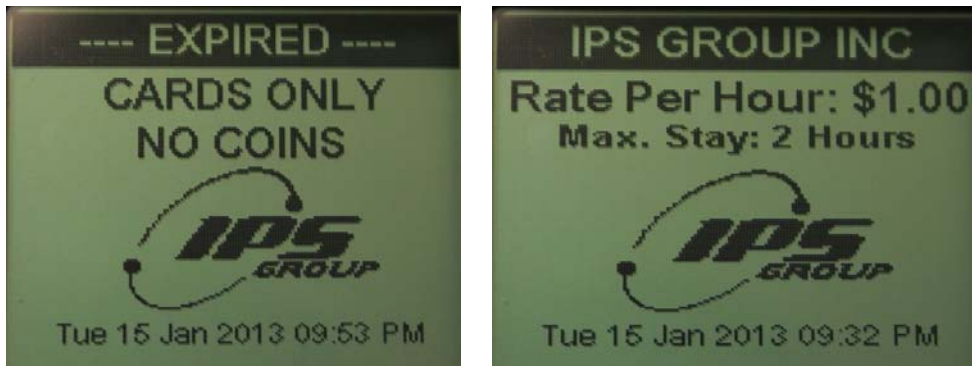 ---- EXPIRED ----
CARDS ONLY
NO COINS
IPS
GROUP
Tue 15 Jan 2013 09:53 PM
IPS GROUP INC
Rate Per Hour: $1.00
Max. Stay: 2 Hours
IPS
GROUP
Tue 15 Jan 2013 09:32 PM